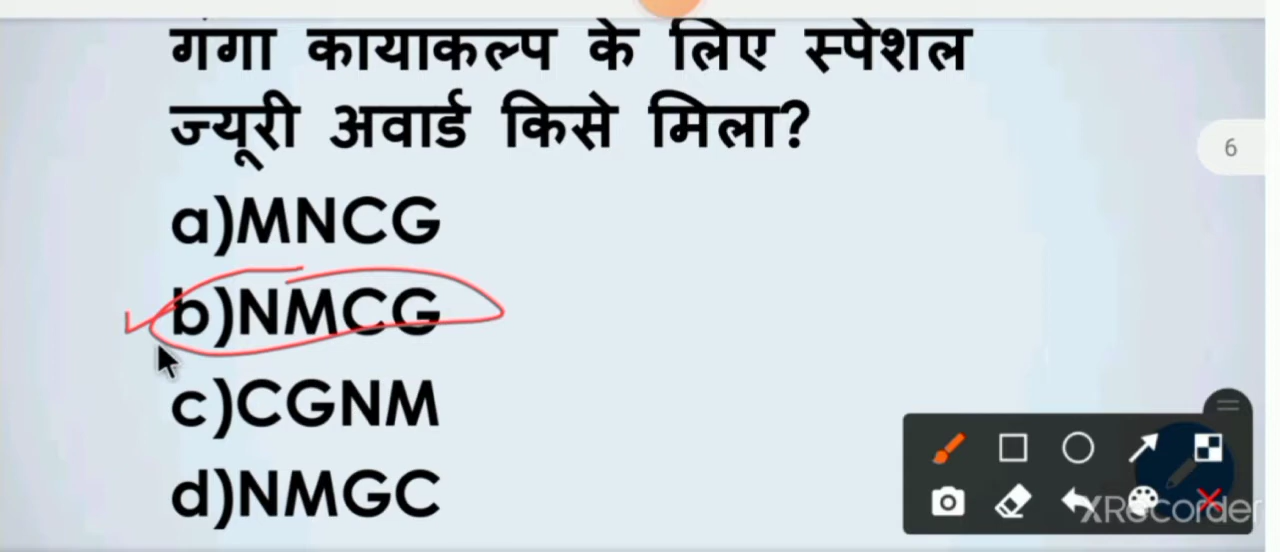 गंगा कायाकल्प के लिए स्पेशल
ज्यूरी अवार्ड किसे मिला?
6
a)MNCG
b)NMCG
c)CGNM
d)NMGC
XRecorder